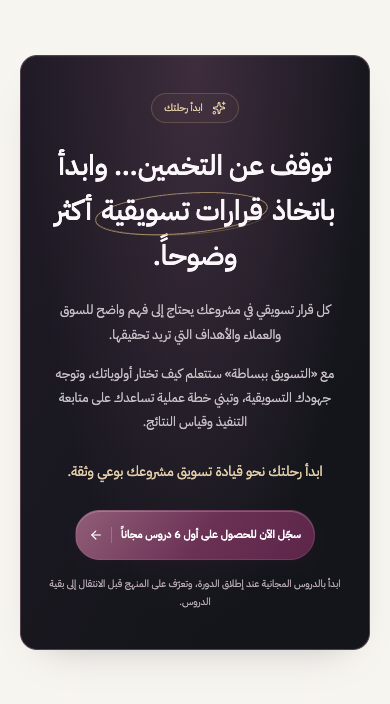 ابدأ رحلتك
توقف عن التخمين... وابدأ
باتخاذ قرارات تسويقية أكثر
وضوحاً.
كل قرار تسويقي في مشروعك يحتاج إلى فهم واضح للسوق
والعملاء والأهداف التي تريد تحقيقها.
مع «التسويق ببساطة» ستتعلم كيف تختار أولوياتك، وتوجه
جهودك التسويقية، وتبني خطة عملية تساعدك على متابعة
التنفيذ وقياس النتائج.
ابدأ رحلتك نحو قيادة تسويق مشروعك بوعي وثقة.
سجّل الآن للحصول على أول 6 دروس مجاناً
ابدأ بالدروس المجانية عند إطلاق الدورة، وتعرّف على المنهج قبل الانتقال إلى بقية
الدروس.